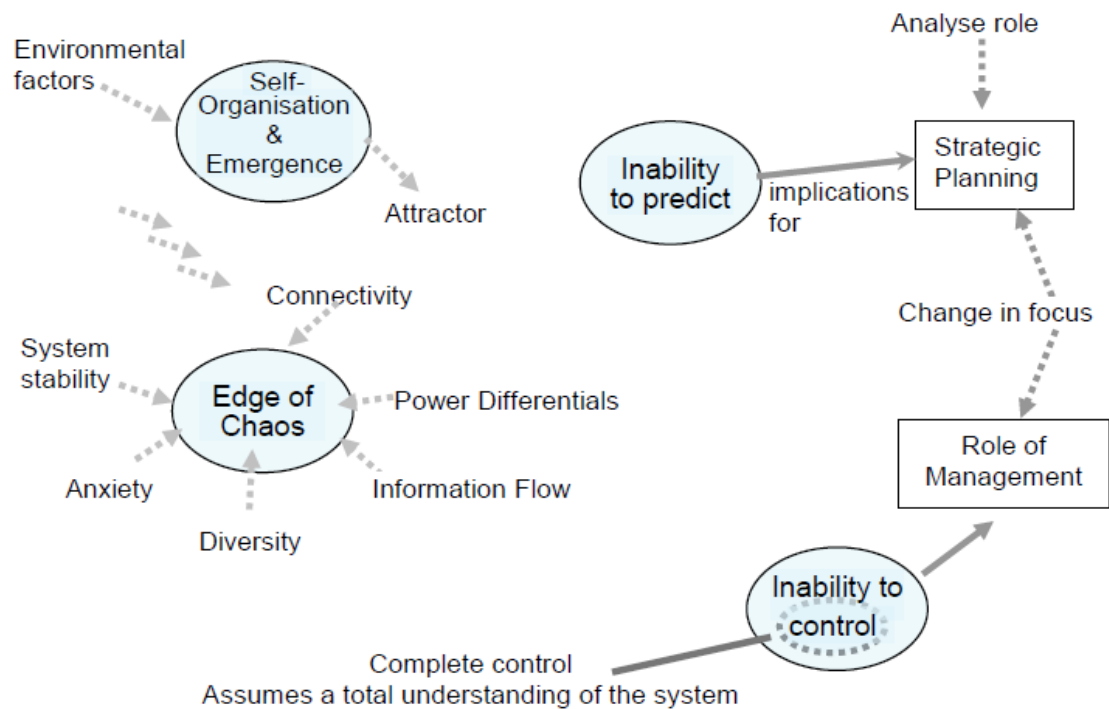 Environmental
factors
Self-
Organisation
&
Emergence
Attractor
Connectivity
System
stability
Edge of
Chaos
Power Differentials
Anxiety
Information Flow
Diversity
Analyse role
Inability
to predict
implications
for
Strategic
Planning
Change in focus
Role of
Management
Inability to
control
Complete control
Assumes a total understanding of the system